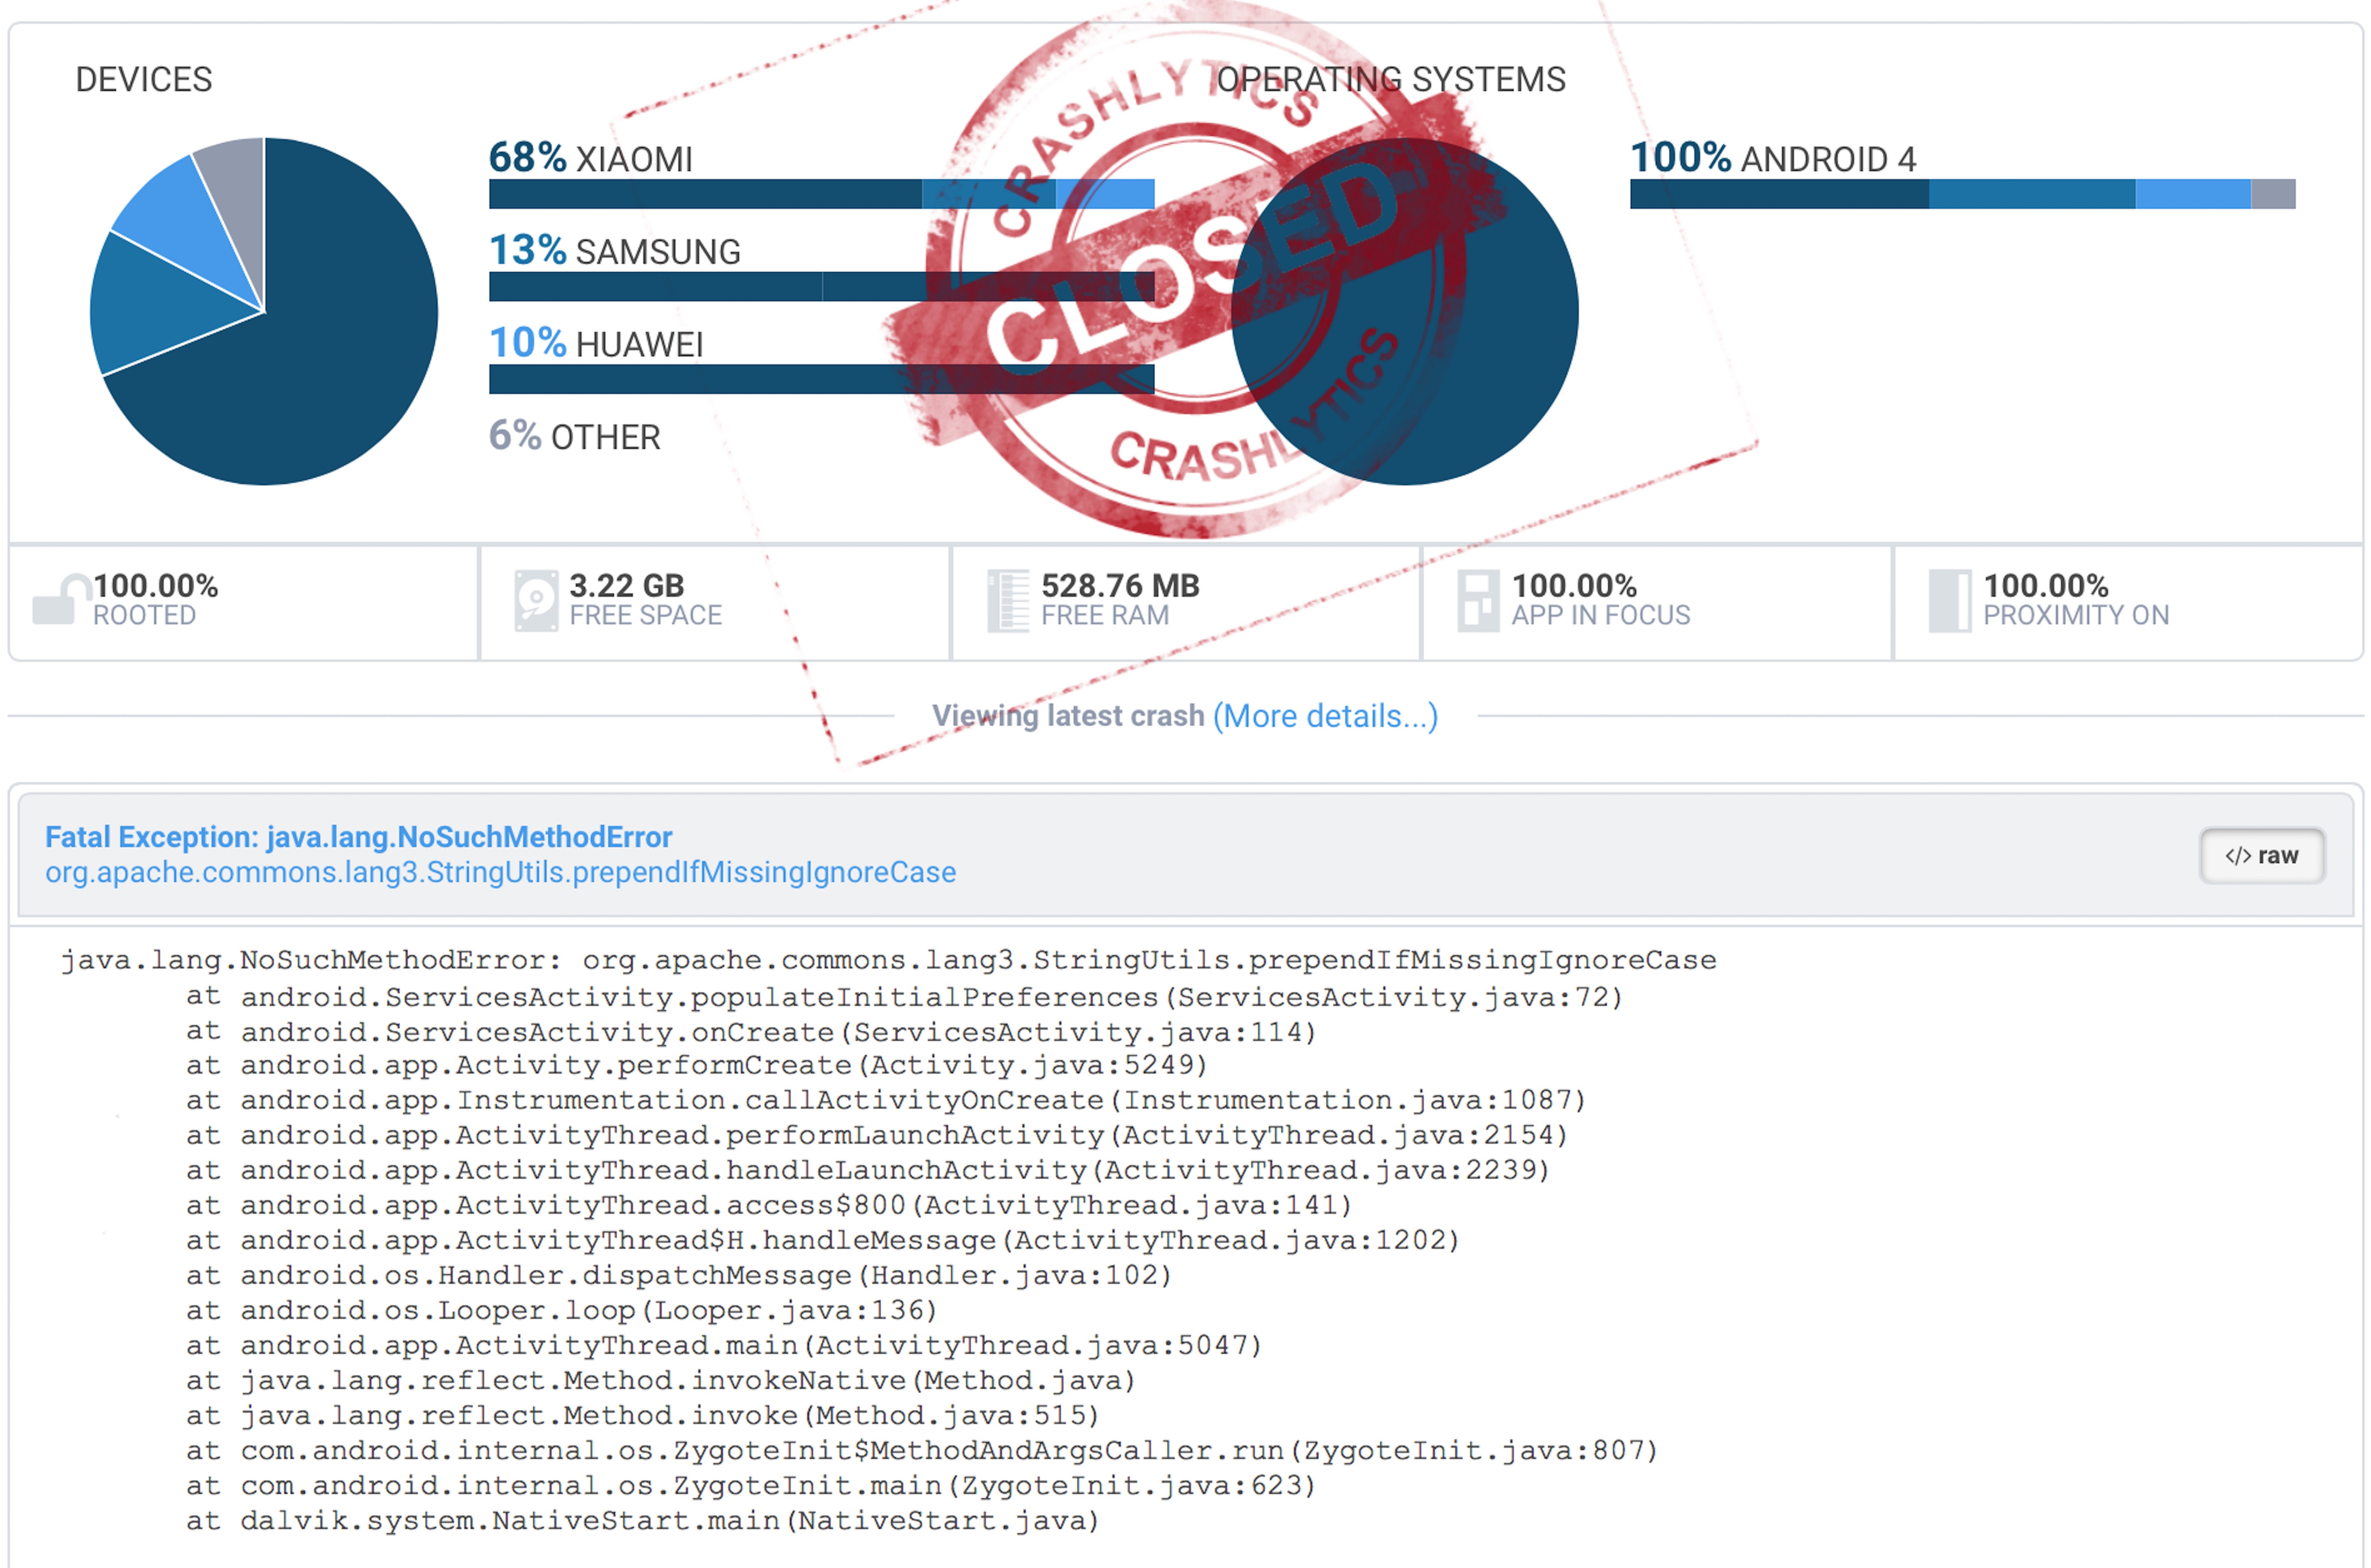 DEVICES
68% XIAOMI
13% SAMSUNG
10% HUAWEI
6% OTHER
CRASHLYTICS
CLOSED
CRASHLYTICS
OPERATING SYSTEMS
100% ANDROID 4
100.00%
ROOTED
3.22 GB
FREE SPACE
528.76 MB
FREE RAM
100.00%
APP IN FOCUS
100.00%
PROXIMITY ON
Viewing latest crash (More details...)
Fatal Exception: java.lang.NoSuchMethodError
org.apache.commons.lang3.StringUtils.prependIfMissingIgnoreCase
</> raw
java.lang.NoSuchMethodError: org.apache.commons.lang3.StringUtils.prependIfMissingIgnoreCase
at android.ServicesActivity.populateInitialPreferences(ServicesActivity.java:72)
at android.ServicesActivity.onCreate(ServicesActivity.java:114)
at android.app.Activity.performCreate(Activity.java:5249)
at android.app.Instrumentation.callActivityOnCreate(Instrumentation.java:1087)
at android.app.ActivityThread.performLaunchActivity(ActivityThread.java:2154)
at android.app.ActivityThread.handleLaunchActivity(ActivityThread.java:2239)
at android.app.ActivityThread.access$800(ActivityThread.java:141)
at android.app.ActivityThread$H.handleMessage(ActivityThread.java:1202)
at android.os.Handler.dispatchMessage(Handler.java:102)
at android.os.Looper.loop(Looper.java:136)
at android.app.ActivityThread.main(ActivityThread.java:5047)
at java.lang.reflect.Method.invokeNative(Method.java)
at java.lang.reflect.Method.invoke(Method.java:515)
at com.android.internal.os.ZygoteInit$MethodAndArgsCaller.run(ZygoteInit.java:807)
at com.android.internal.os.ZygoteInit.main(ZygoteInit.java:623)
at dalvik.system.NativeStart.main(NativeStart.java)